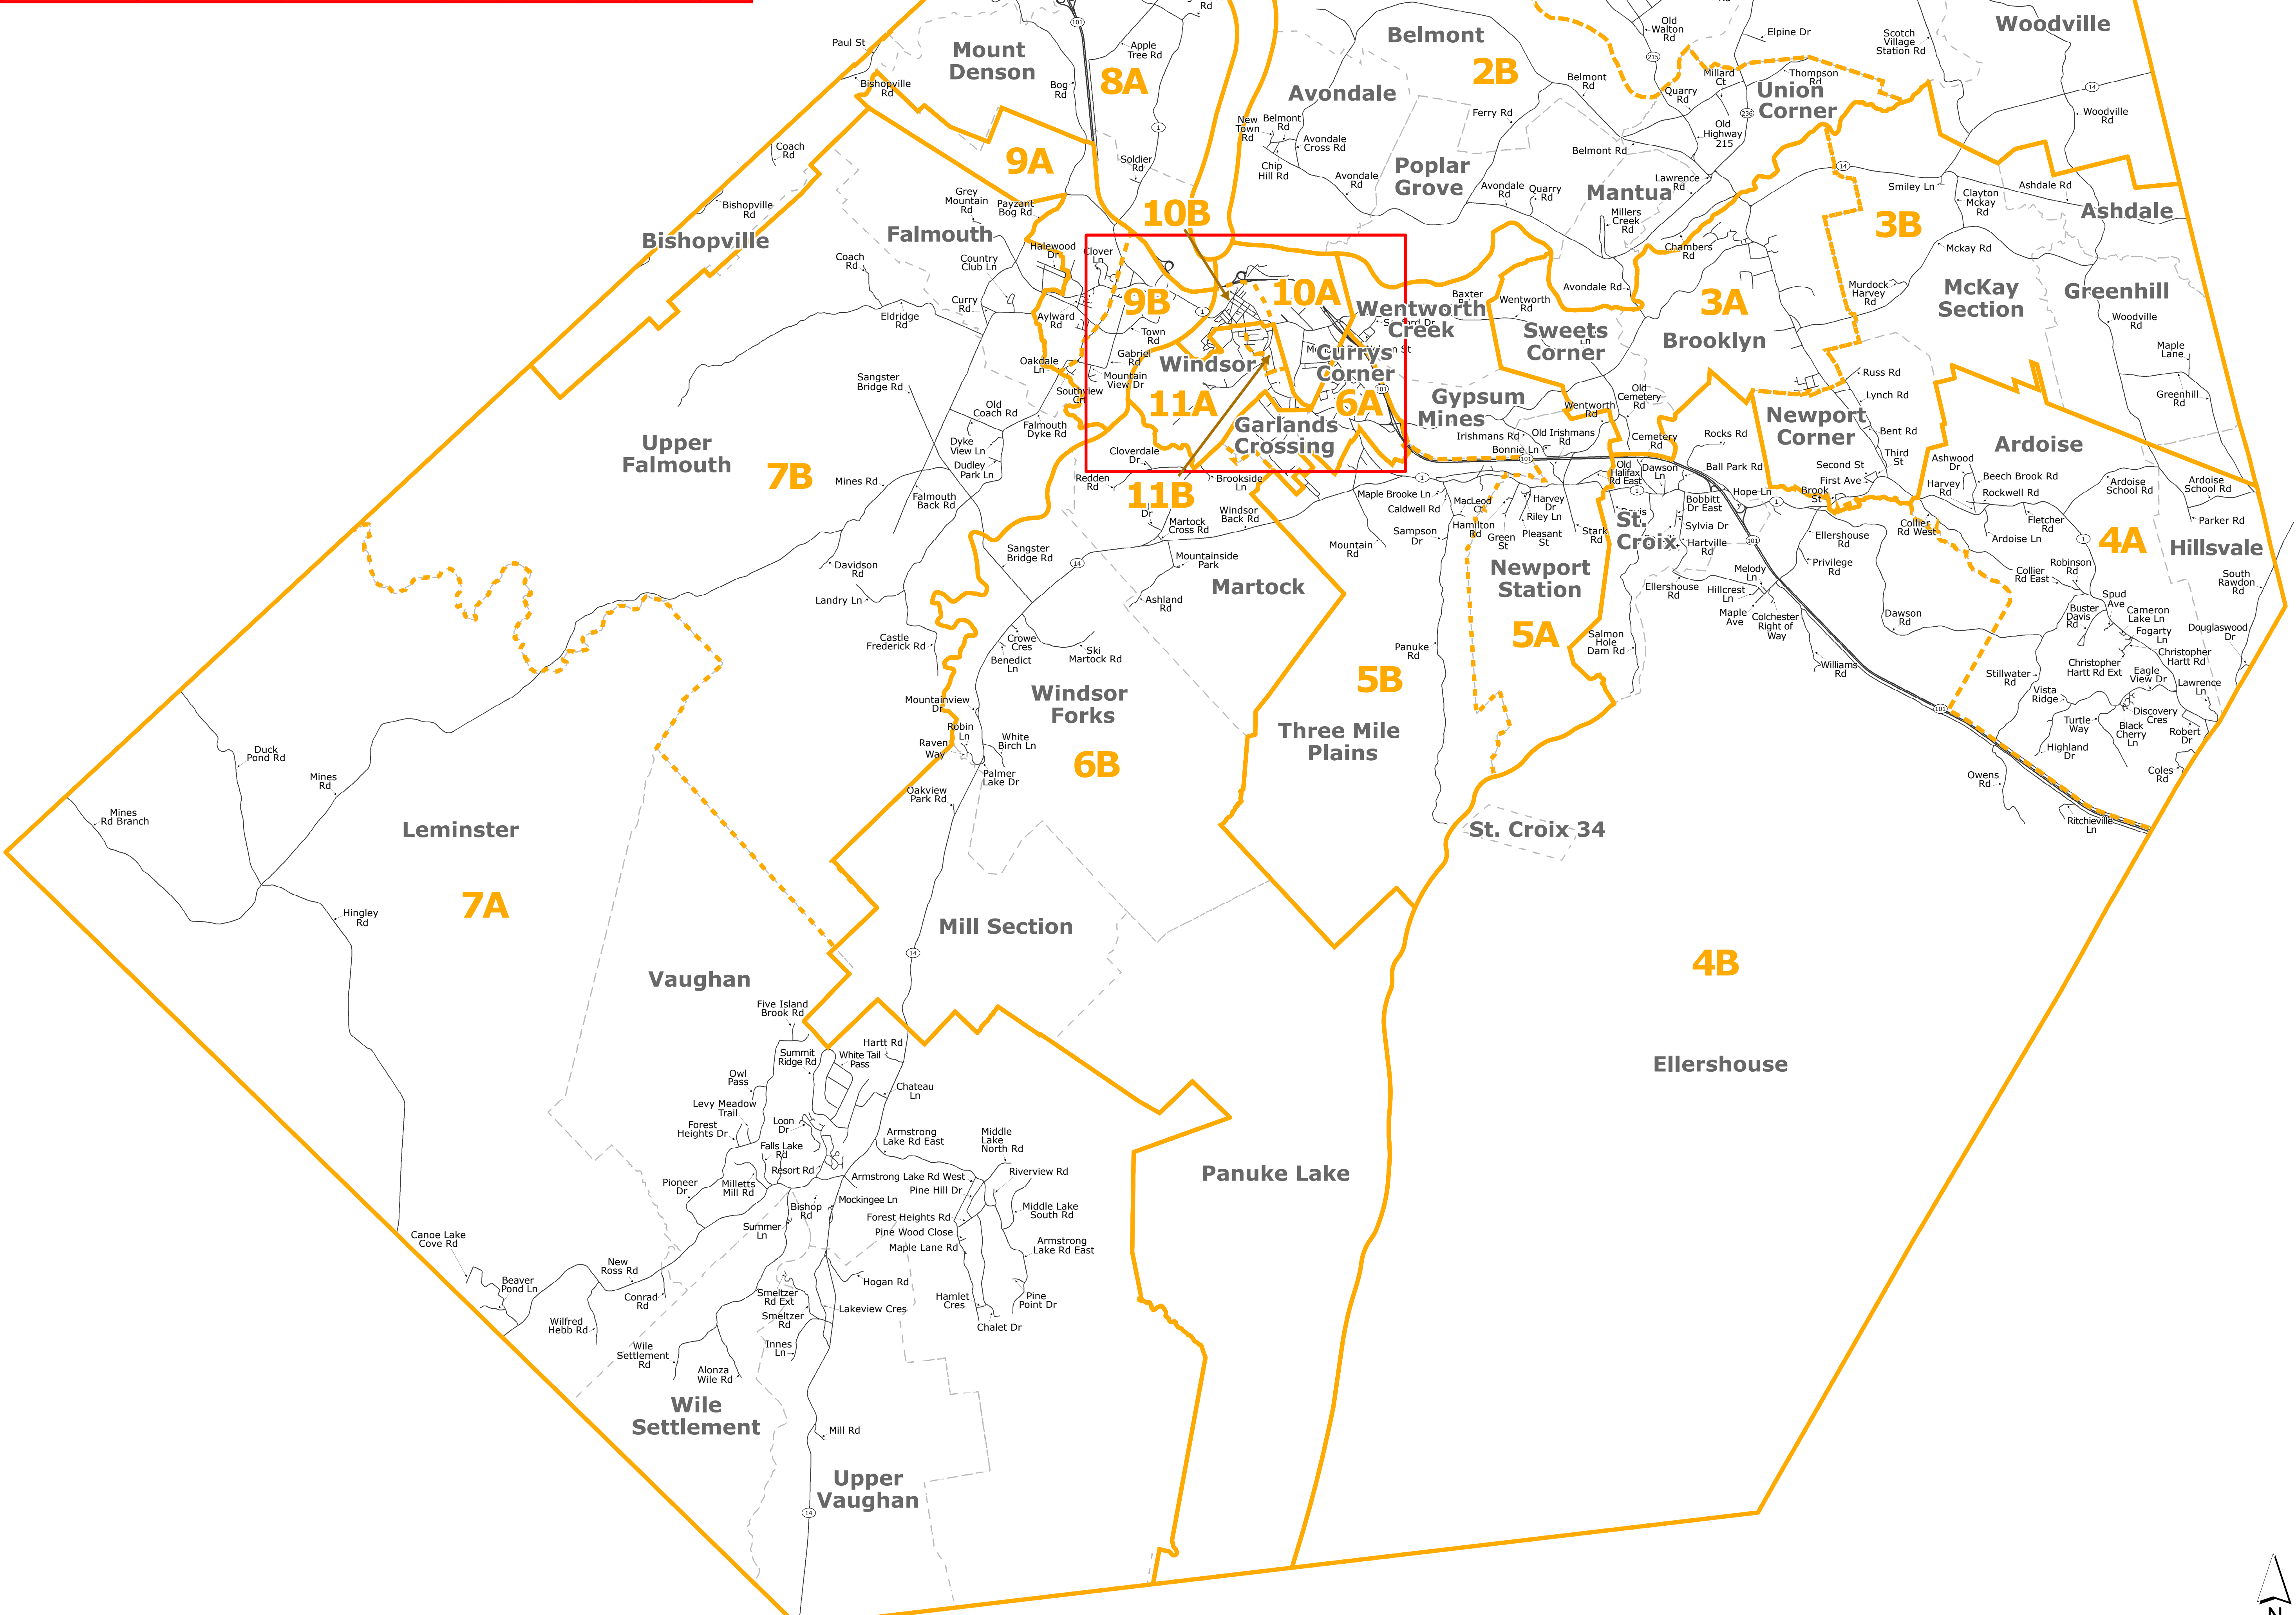 Rd
101
Paul St
Mount
Denson
Apple
Tree Rd
8A
Bog
Rd
Bishopville
Rd
Belmont
2B
Avondale
Old
Walton
Rd
215
Elpine Dr
Scotch
Village
Station Rd
Woodville
Belmont
Rd
Millard
Ct
Thompson
Rd
Quarry
Rd
Union
Corner
14
236
Woodville
Rd
Ferry Rd
New
Town
Rd
Belmont
Rd
Avondale
Cross Rd
Chip
Hill Rd
1
Old
Highway
215
Belmont Rd
Coach
Rd
9A
Soldier
Rd
Poplar
Grove
Avondale
Rd
Avondale
Rd
Quarry
Rd
Mantua
Lawrence
Rd
14
Smiley Ln
Clayton
McKay
Rd
Ashdale Rd
Ashdale
Bishopville
Rd
Grey
Mountain
Rd
Payzant
Bog Rd
10B
Millers
Creek
Rd
3B
Bishopville
Falmouth
Halewood
Dr
Clover
Ln
Chambers
Rd
Mckay Rd
Coach
Rd
Country
Club Ln
Avondale Rd
Murdock
Harvey
Rd
McKay
Section
Greenhill
Curry
Rd
9B
10A
Baxter
Wentworth
Rd
3A
Eldridge
Rd
Aylward
Rd
1
Wentworth
Creek
Sweets
Corner
Ln
Brooklyn
Woodville
Rd
Town
Rd
Gabriel
Rd
Windsor
Currys
Corner
Maple
Lane
Oakdale
Ln
Mountain
View Dr
Sangster
Bridge Rd
Southview
Crt
11A
6A
101
Gypsum
Mines
Old
Cemetery
Rd
Wentworth
Rd
Russ Rd
Lynch Rd
Greenhill
Rd
Old
Coach Rd
Falmouth
Dyke Rd
Garlands
Crossing
Newport
Corner
Irishmans Rd
Old Irishmans
Rd
Cemetery
Rd
Rocks Rd
Bent Rd
Ardoise
Upper
Falmouth
Dyke
View Ln
Cloverdale
Dr
Bonnie Ln
101
Third
St
7B
Dudley
Park Ln
Redden
Rd
11B
Brookside
Ln
1
Old
Halifax
Rd East
Dawson
Ln
Ball Park Rd
Second St
First Ave
Ashwood
Dr
Beech Brook Rd
Mines Rd
Falmouth
Back Rd
Maple Brooke Ln
Caldwell Rd
MacLeod
Ct
Harvey
Dr
Riley Ln
1
Bobbitt
Dr East
Hope Ln
1
Brook
St
Harvey
Rd
Rockwell Rd
Ardoise
School Rd
Ardoise
School Rd
Dr
Martock
Cross Rd
Windsor
Back Rd
Hamilton
Rd
Green
St
Pleasant
St
Stark
Rd
St.
Croix
Sylvia Dr
Hartville
Rd
Collier
Rd West
Fletcher
Rd
Parker Rd
Sampson
Dr
Mountain
Rd
101
Ellershouse
Rd
Ardoise Ln
1
4A
Hillsvale
Sangster
Bridge Rd
14
Mountainside
Park
Davidson
Rd
Martock
Newport
Station
Melody
Ln
Privilege
Rd
Collier
Rd East
Robinson
Rd
South
Rawdon
Rd
Landry Ln
Ashland
Rd
Ellershouse
Rd
Hillcrest
Ln
Spud
Ave
Maple
Ave
Colchester
Right of
Way
Dawson
Rd
Buster
Davis
Rd
Cameron
Lake Ln
Castle
Frederick Rd
Crowe
Cres
Benedict
Ln
Ski
Martock Rd
Panuke
Rd
5A
Salmon
Hole
Dam Rd
Fogarty
Ln
Douglaswood
Dr
Christopher
Hartt Rd
Williams
Rd
Christopher
Hartt Rd Ext
Eagle
View Dr
5B
Stillwater
Rd
Lawrence
Ln
Windsor
Forks
Mountainview
Dr
Vista
Ridge
Discovery
Cres
101
Robin
Ln
Raven
Way
White
Birch Ln
Three Mile
Plains
Turtle
Way
Black
Cherry
Ln
Robert
Dr
Duck
Pond Rd
6B
Highland
Dr
Mines
Rd
Palmer
Lake Dr
Owens
Rd
Coles
Rd
Oakview
Park Rd
Mines
Rd Branch
Leminster
St. Croix 34
Ritchieville
Ln
7A
Hingley
Rd
Mill Section
14
4B
Vaughan
Five Island
Brook Rd
Hartt Rd
Summit
Ridge Rd
White Tail
Pass
Ellershouse
Owl
Pass
Chateau
Ln
Levy Meadow
Trail
Forest
Heights Dr
Loon
Dr
Armstrong
Lake Rd East
Middle
Lake
North Rd
Falls Lake
Rd
Resort Rd
Armstrong Lake Rd West
Riverview Rd
Panuke Lake
Pioneer
Dr
Milletts
Mill Rd
Pine Hill Dr
Bishop
Rd
Mockingee Ln
Middle Lake
South Rd
Summer
Ln
Forest Heights Rd
Pine Wood Close
Maple Lane Rd
Armstrong
Lake Rd East
Canoe Lake
Cove Rd
New
Ross Rd
Beaver
Pond Ln
Hogan Rd
Conrad
Rd
Smeltzer
Rd Ext
Smeltzer
Rd
Lakeview Cres
Hamlet
Cres
Pine
Point Dr
Wilfred
Hebb Rd
Chalet Dr
Wile
Settlement
Rd
Innes
Ln
Alonza
Wile Rd
Wile
Settlement
Mill Rd
Upper
Vaughan
14
N